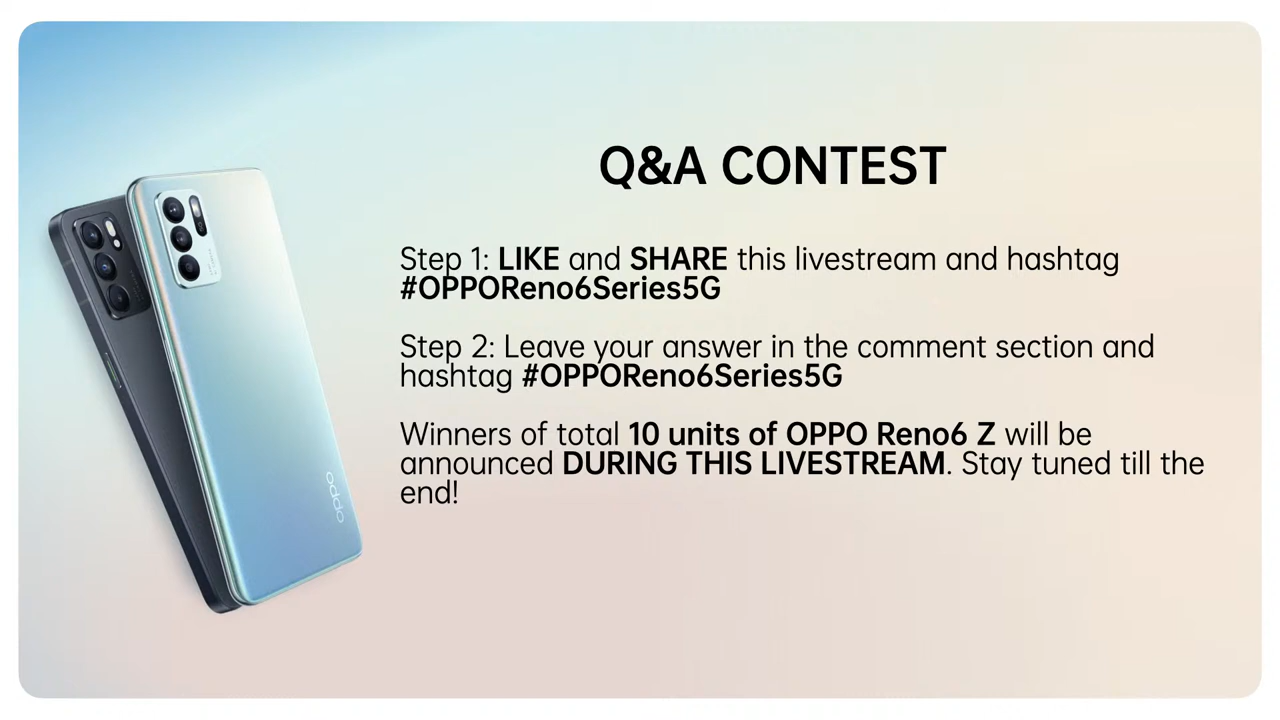 Q&A CONTEST
Step 1: LIKE and SHARE this livestream and hashtag
#OPPOReno6Series5G
Step 2: Leave your answer in the comment section and
hashtag #OPPOReno6Series5G
Winners of total 10 units of OPPO Reno6 Z will be
announced DURING THIS LIVESTREAM. Stay tuned till the
end!
oppo